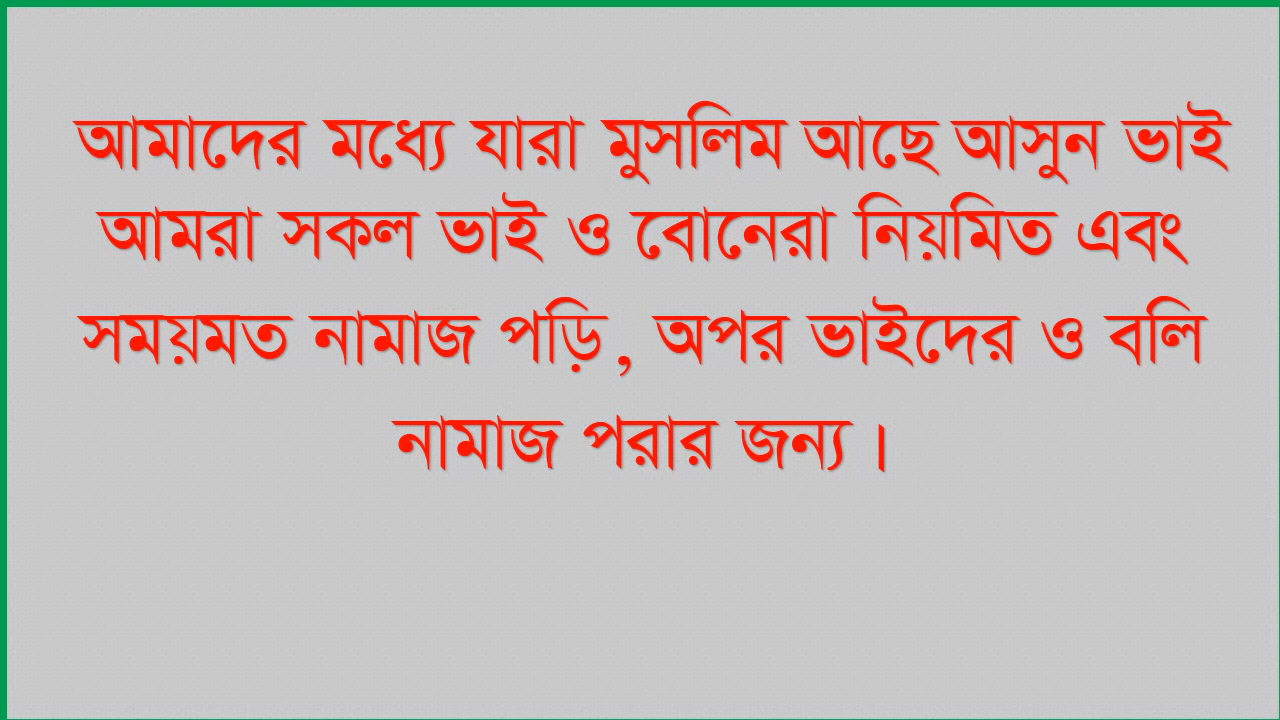 আমাদের মধ্যে যারা মুসলিম আছে আসুন ভাই
আমরা সকল ভাই ও বোনেরা নিয়মিত এবং
সময়মত নামাজ পড়ি, অপর ভাইদের ও বলি
নামাজ পরার জন্য।